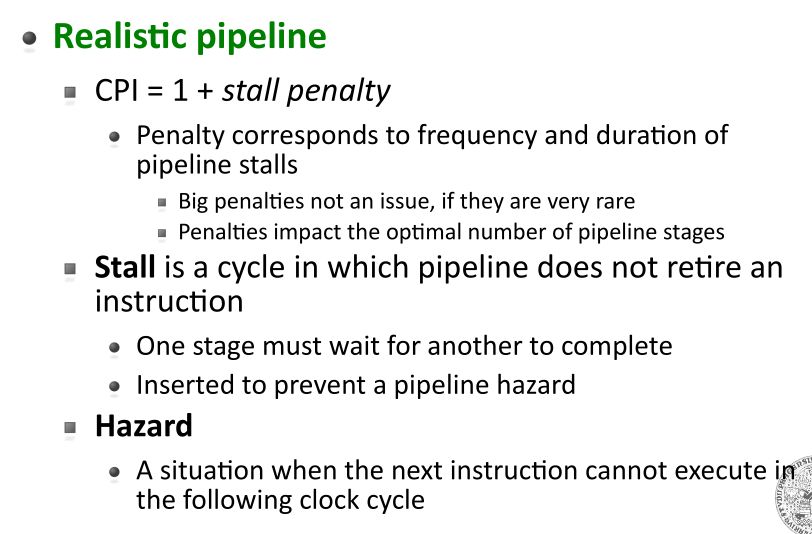 Realistic pipeline
CPI = 1 + stall penalty
Penalty corresponds to frequency and duration of
pipeline stalls
Big penalties not an issue, if they are very rare
Penalties impact the optimal number of pipeline stages
Stall is a cycle in which pipeline does not retire an
instruction
One stage must wait for another to complete
Inserted to prevent a pipeline hazard
Hazard
A situation when the next instruction cannot execute in
the following clock cycle